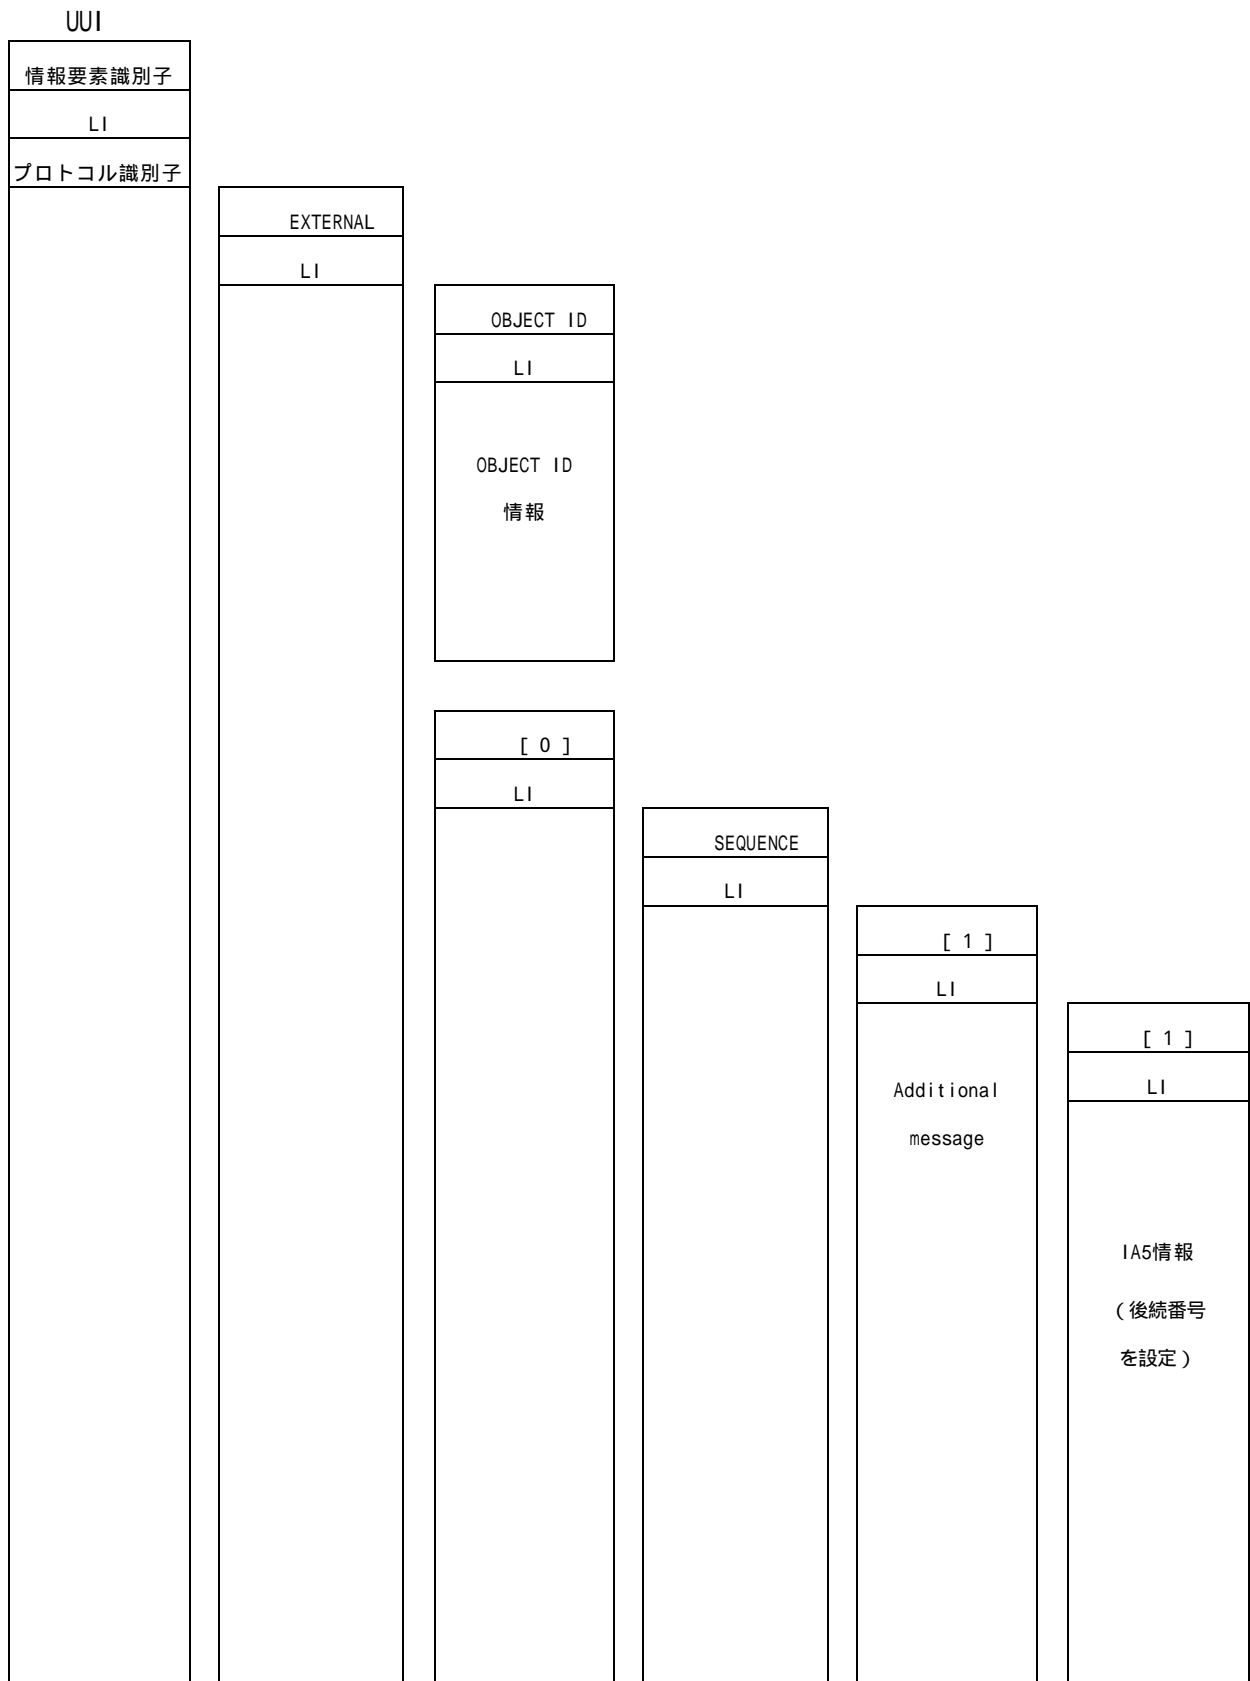 UUI
情報要素識別子
LI
プロトコル識別子
EXTERNAL
LI
OBJECT ID
LI
OBJECT ID
情報
[ 0 ]
LI
SEQUENCE
LI
[ 1 ]
LI
Additional
message
[ 1 ]
LI
IA5情報
(後続番号
を設定)